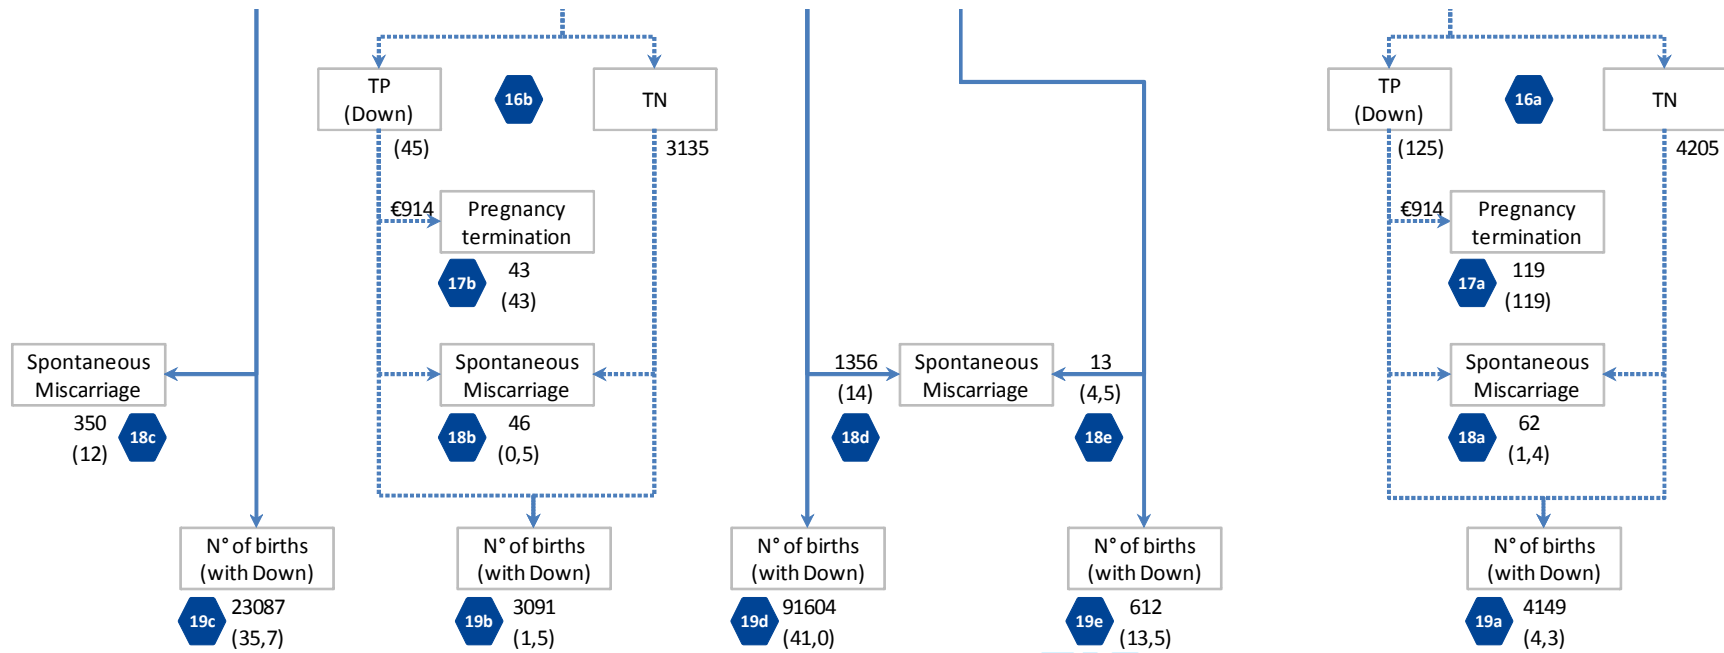 TP
(Down)
16b
TN
(45)
3135
€914
Pregnancy
termination
17b
43
(43)
Spontaneous
Miscarriage
350
(12)
18c
Spontaneous
Miscarriage
18b
46
(0,5)
1356
(14)
18d
Spontaneous
Miscarriage
13
(4,5)
18e
TP
(Down)
16a
TN
(125)
4205
€914
Pregnancy
termination
17a
119
(119)
Spontaneous
Miscarriage
18a
62
(1,4)
N° of births
(with Down)
19c
23087
(35,7)
N° of births
(with Down)
19b
3091
(1,5)
N° of births
(with Down)
19d
91604
(41,0)
N° of births
(with Down)
19e
612
(13,5)
N° of births
(with Down)
19a
4149
(4,3)